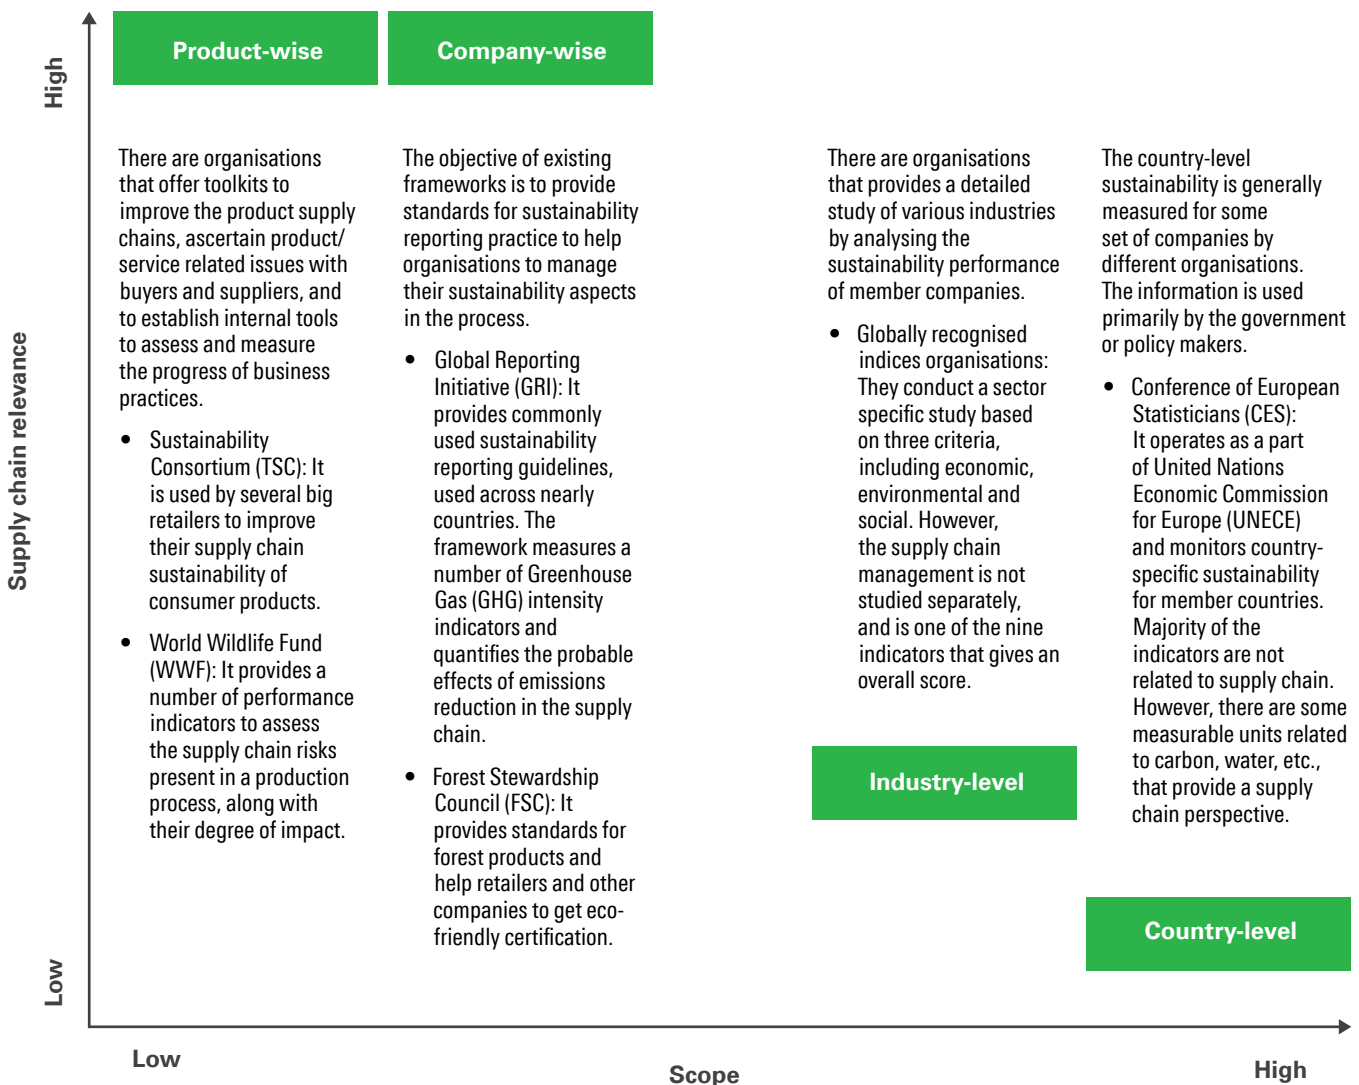 High
Supply chain relevance
Low
Product-wise
There are organisations
that offer toolkits to
improve the product supply
chains, ascertain product/
service related issues with
buyers and suppliers, and
to establish internal tools
to assess and measure
the progress of business
practices.
• Sustainability
Consortium (TSC): It
is used by several big
retailers to improve
their supply chain
sustainability of
consumer products.
• World Wildlife Fund
(WWF): It provides a
number of performance
indicators to assess
the supply chain risks
present in a production
process, along with
their degree of impact.
Company-wise
The objective of existing
frameworks is to provide
standards for sustainability
reporting practice to help
organisations to manage
their sustainability aspects
in the process.
• Global Reporting
Initiative (GRI): It
provides commonly
used sustainability
reporting guidelines,
used across nearly
countries. The
framework measures a
number of Greenhouse
Gas (GHG) intensity
indicators and
quantifies the probable
effects of emissions
reduction in the supply
chain.
• Forest Stewardship
Council (FSC): It
provides standards for
forest products and
help retailers and other
companies to get eco-
friendly certification.
There are organisations
that provides a detailed
study of various industries
by analysing the
sustainability performance
of member companies.
• Globally recognised
indices organisations:
They conduct a sector
specific study based
on three criteria,
including economic,
environmental and
social. However,
the supply chain
management is not
studied separately,
and is one of the nine
indicators that gives an
overall score.
Industry-level
The country-level
sustainability is generally
measured for some
set of companies by
different organisations.
The information is used
primarily by the government
or policy makers.
• Conference of European
Statisticians (CES):
It operates as a part
of United Nations
Economic Commission
for Europe (UNECE)
and monitors country-
specific sustainability
for member countries.
Majority of the
indicators are not
related to supply chain.
However, there are some
measurable units related
to carbon, water, etc.,
that provide a supply
chain perspective.
Country-level
Low
Scope
High